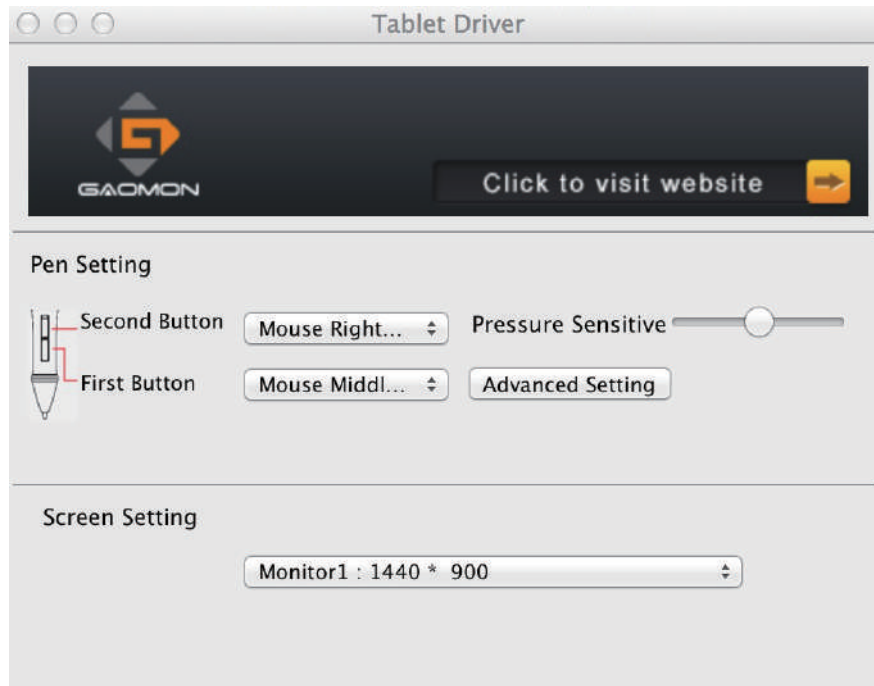 Tablet Driver
GAOMON
Click to visit website
Pen Setting
Second Button
Mouse Right...
Pressure Sensitive
First Button
Mouse Middl...
Advanced Setting
Screen Setting
Monitor1 : 1440 * 900